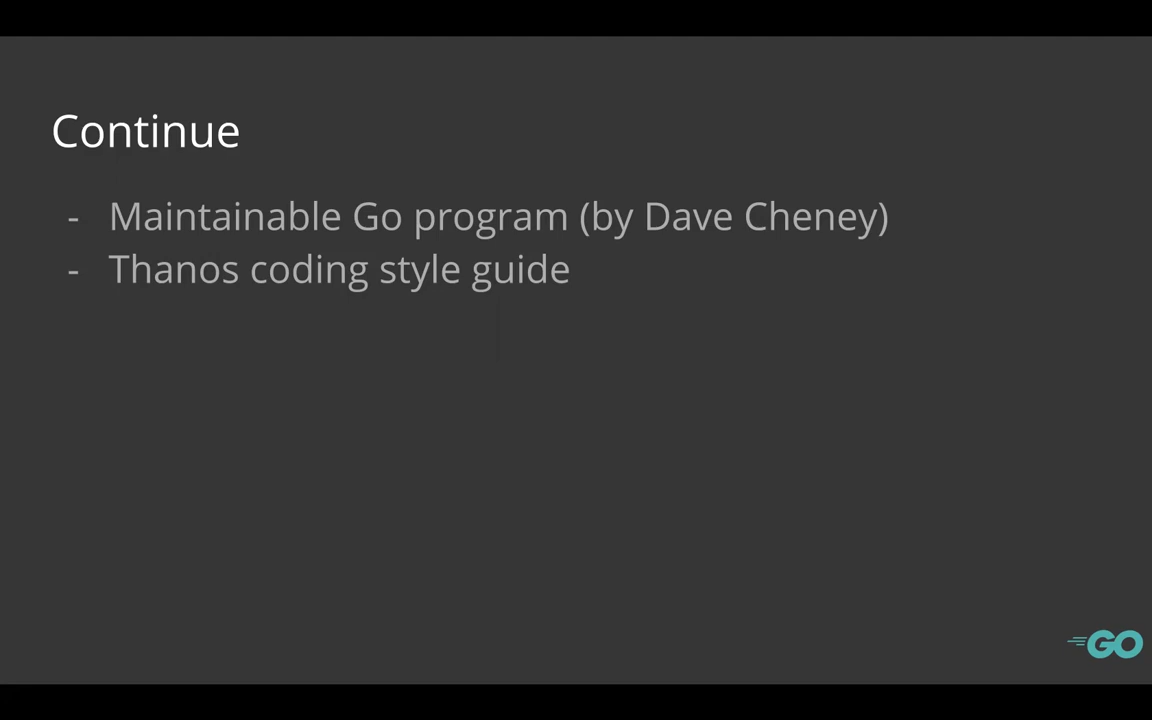 Continue
- Maintainable Go program (by Dave Cheney)
- Thanos coding style guide
GO